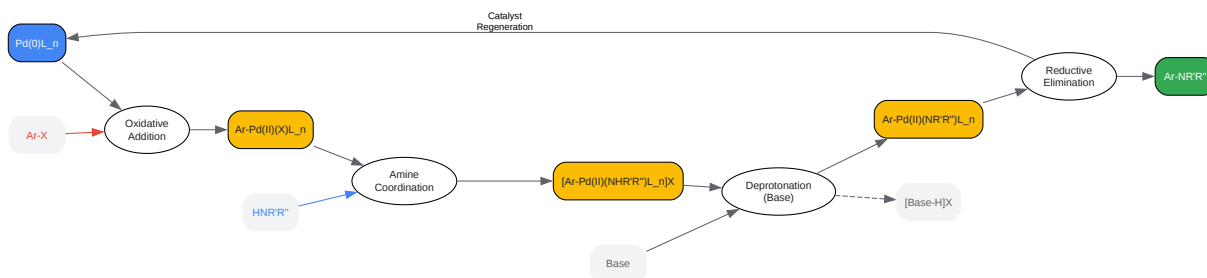 Catalyst
Regeneration
Pd(0)L_n
Reductive
Elimination
Ar-NR'R''
Oxidative
Addition
Ar-Pd(II)(X)L_n
Ar-Pd(II)(NR'R'')L_n
Ar-X
Amine
Coordination
[Ar-Pd(II)(NHR'R'')L_n]X
Deprotonation
(Base)
[Base-H]X
HNR'R''
Base